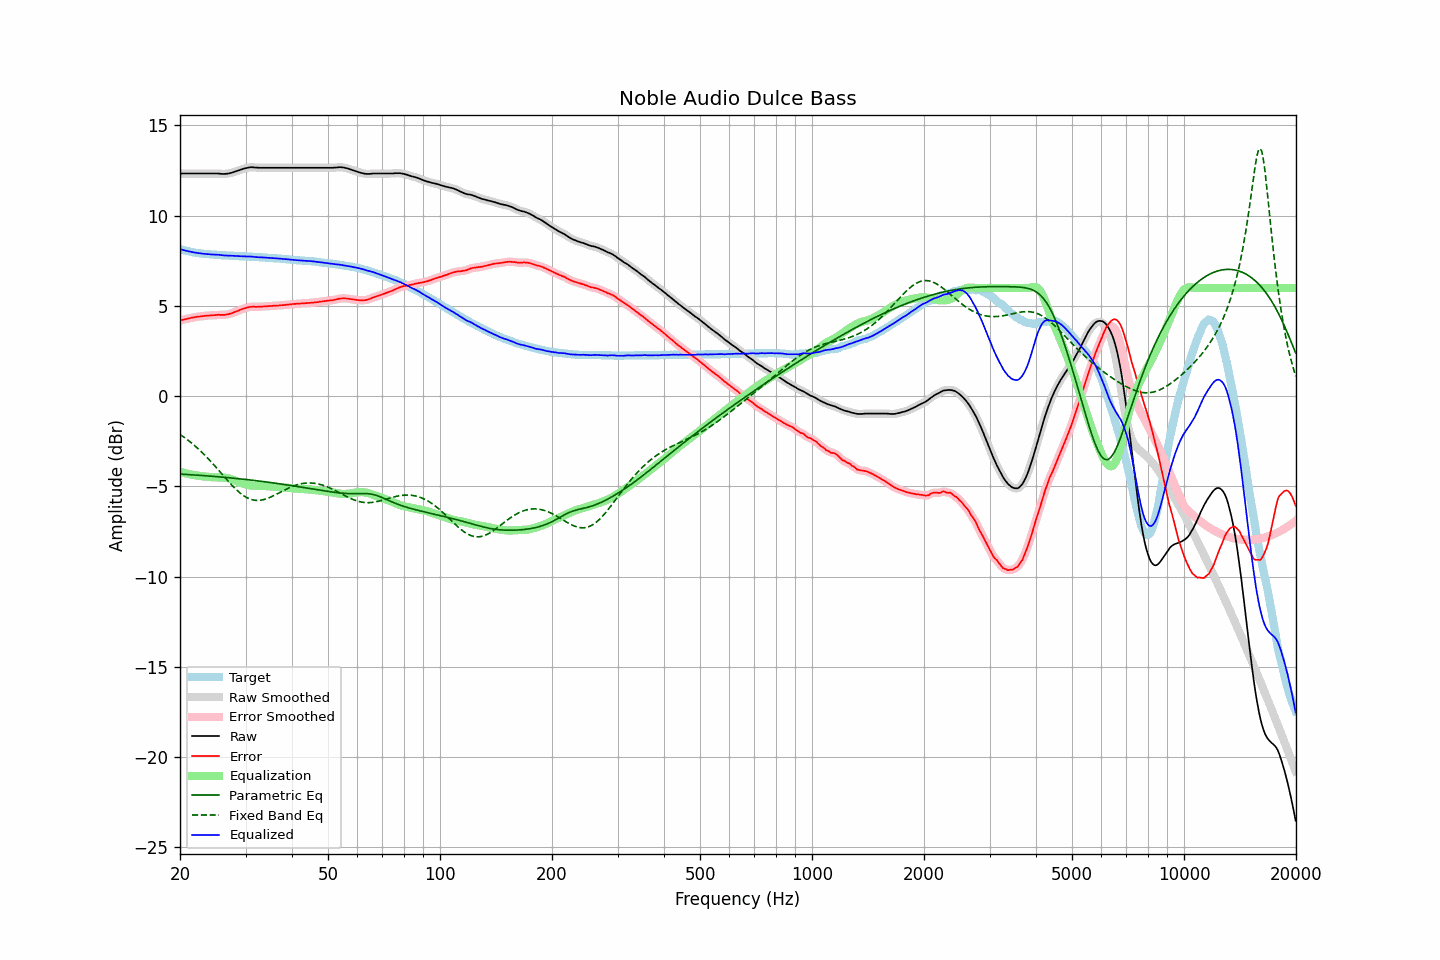 Noble Audio Dulce Bass
15
10
5
0
−5
−10
−15
−20
−25
Amplitude (dBr)
Target
Raw Smoothed
Error Smoothed
Raw
Error
Equalization
Parametric Eq
Fixed Band Eq
Equalized
20 50 100 200 500 1000 2000 5000 10000 20000
Frequency (Hz)